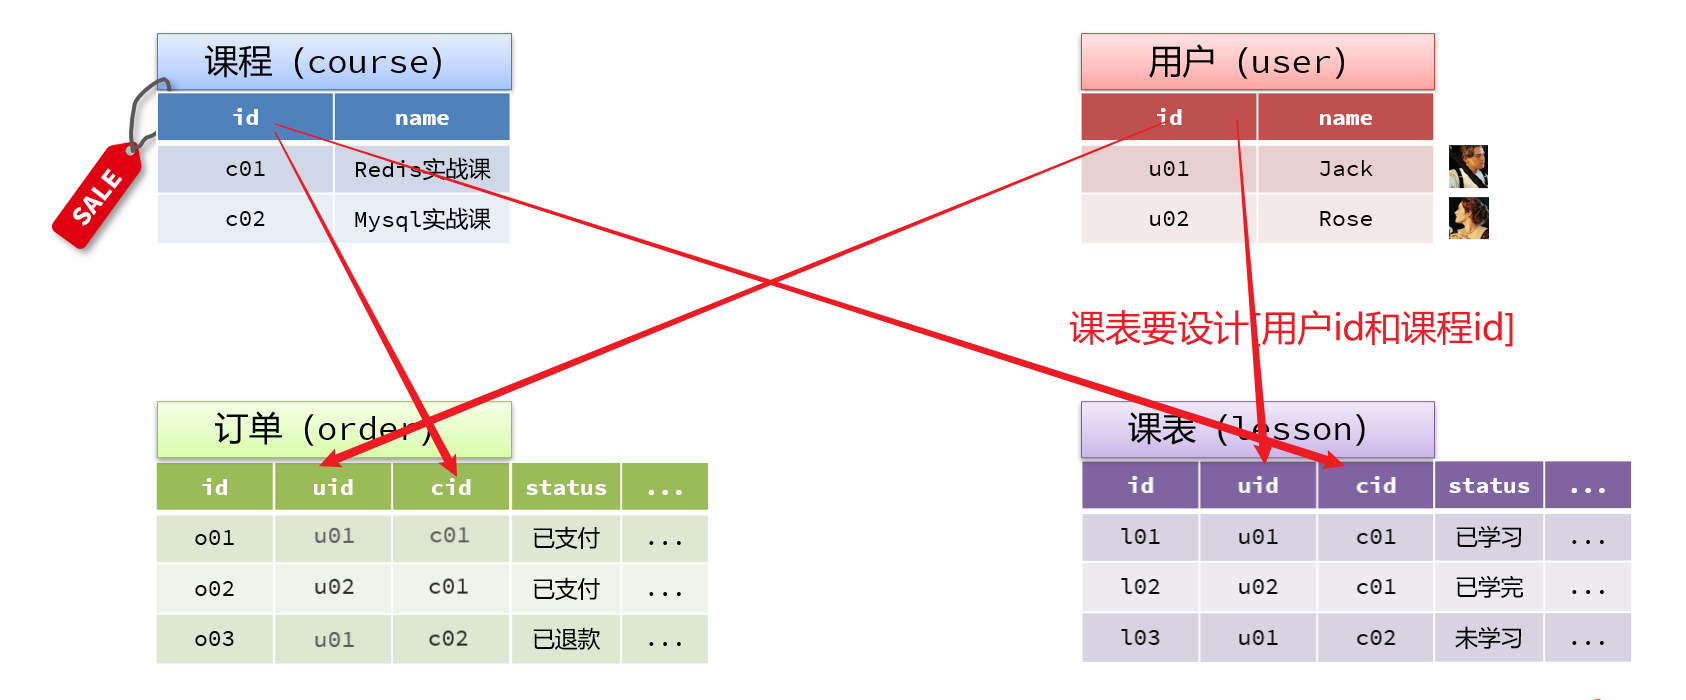 课程（course）
id name
c01 Redis实战课
c02 Mysql实战课
SALE
用户（user）
id name
u01 Jack
u02 Rose
课表要设计[用户id和课程id]
订单（order）
id uid cid status ...
o01 u01 c01 已支付 ...
o02 u02 c01 已支付 ...
o03 u01 c02 已退款 ...
课表（lesson）
id uid cid status ...
l01 u01 c01 已学习 ...
l02 u02 c01 已学完 ...
l03 u01 c02 未学习 ...